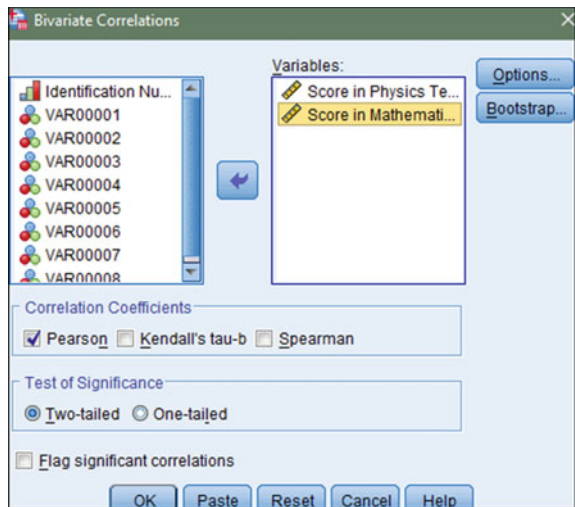 Bivariate Correlations
Identification Nu...
VAR00001
VAR00002
VAR00003
VAR00004
VAR00005
VAR00006
VAR00007
VAR00008
Variables:
Score in Physics Te...
Score in Mathemati...
Options...
Bootstrap...
Correlation Coefficients
Pearson Kendall's tau-b Spearman
Test of Significance
Two-tailed One-tailed
Flag significant correlations
OK Paste Reset Cancel Help